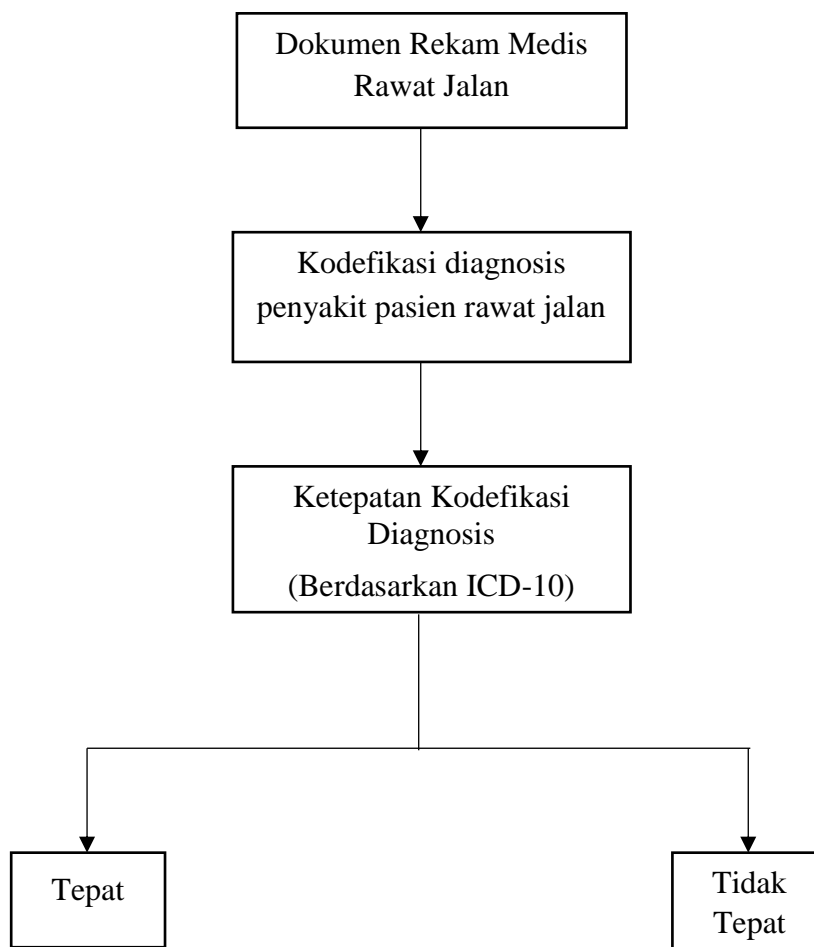 Dokumen Rekam Medis
Rawat Jalan
Kodefikasi diagnosis
penyakit pasien rawat jalan
Ketepatan Kodefikasi
Diagnosis
(Berdasarkan ICD-10)
Tepat
Tidak
Tepat